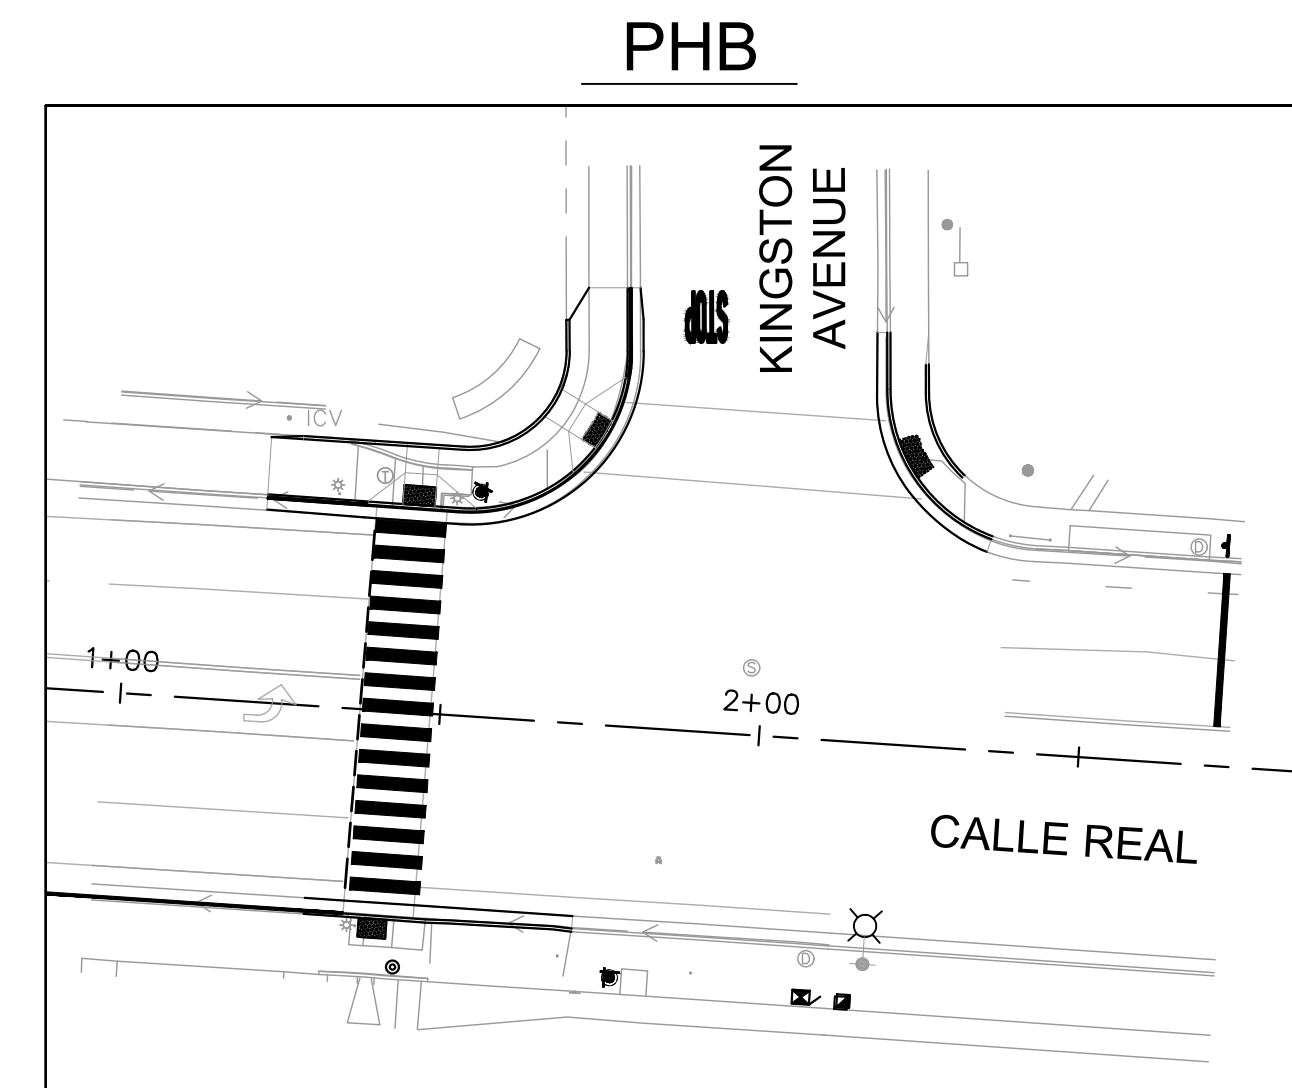 PHB
KINGSTON
AVENUE
STOP
ICV
T
D
1+00
S
2+00
CALLE REAL
D